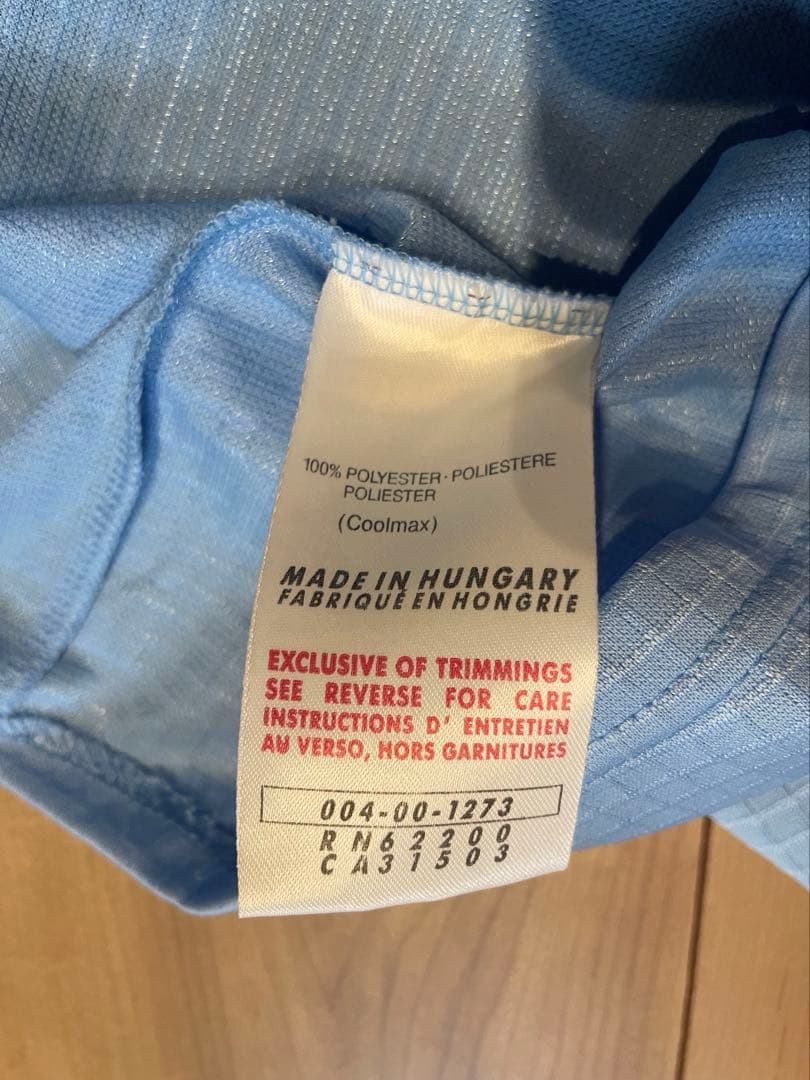 100% POLYESTER · POLIESTERE
POLIESTER
(Coolmax)
MADE IN HUNGARY
FABRIQUÉ EN HONGRIE
EXCLUSIVE OF TRIMMINGS
SEE REVERSE FOR CARE
INSTRUCTIONS D' ENTRETIEN
AU VERSO, HORS GARNITURES
004-00-1273
RN62200
CA31503